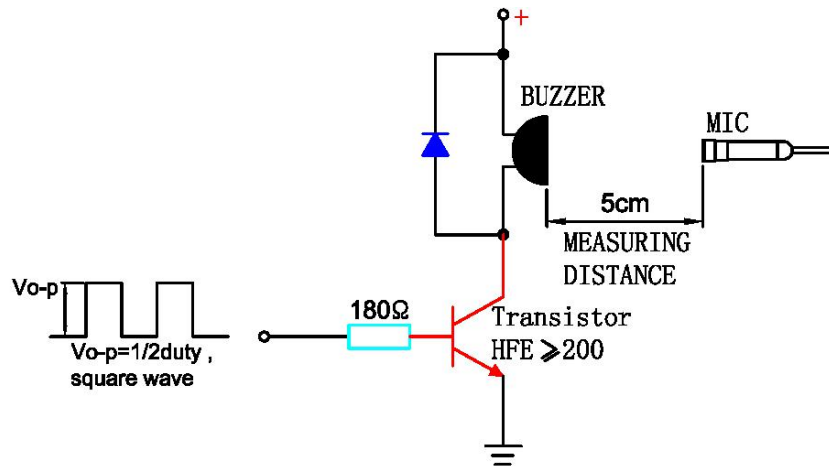 +
BUZZER
MIC
5cm
MEASURING
DISTANCE
Vo-p
180Ω
Transistor
HFE ≥200
Vo-p=1/2duty ,
square wave